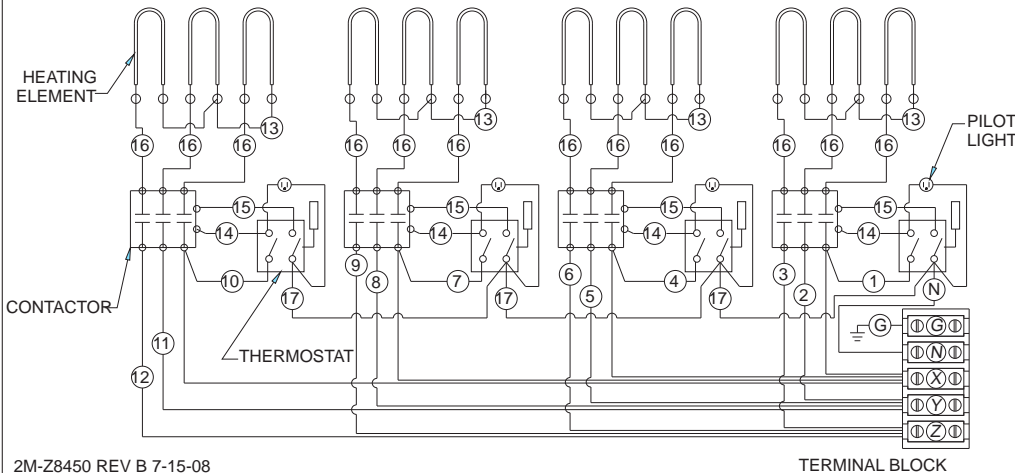 HEATING
ELEMENT
13 13 13 13
PILOT
LIGHT
16 16 16 16 16 16 16 16 16 16 16 16
15 15 15 15
14 14 14 14
10 9 8 7 6 5 4 3 2 1 N
17 17 17
CONTACTOR
11
THERMOSTAT
12
G G
N
X
Y
Z
2M-Z8450 REV B 7-15-08
TERMINAL BLOCK